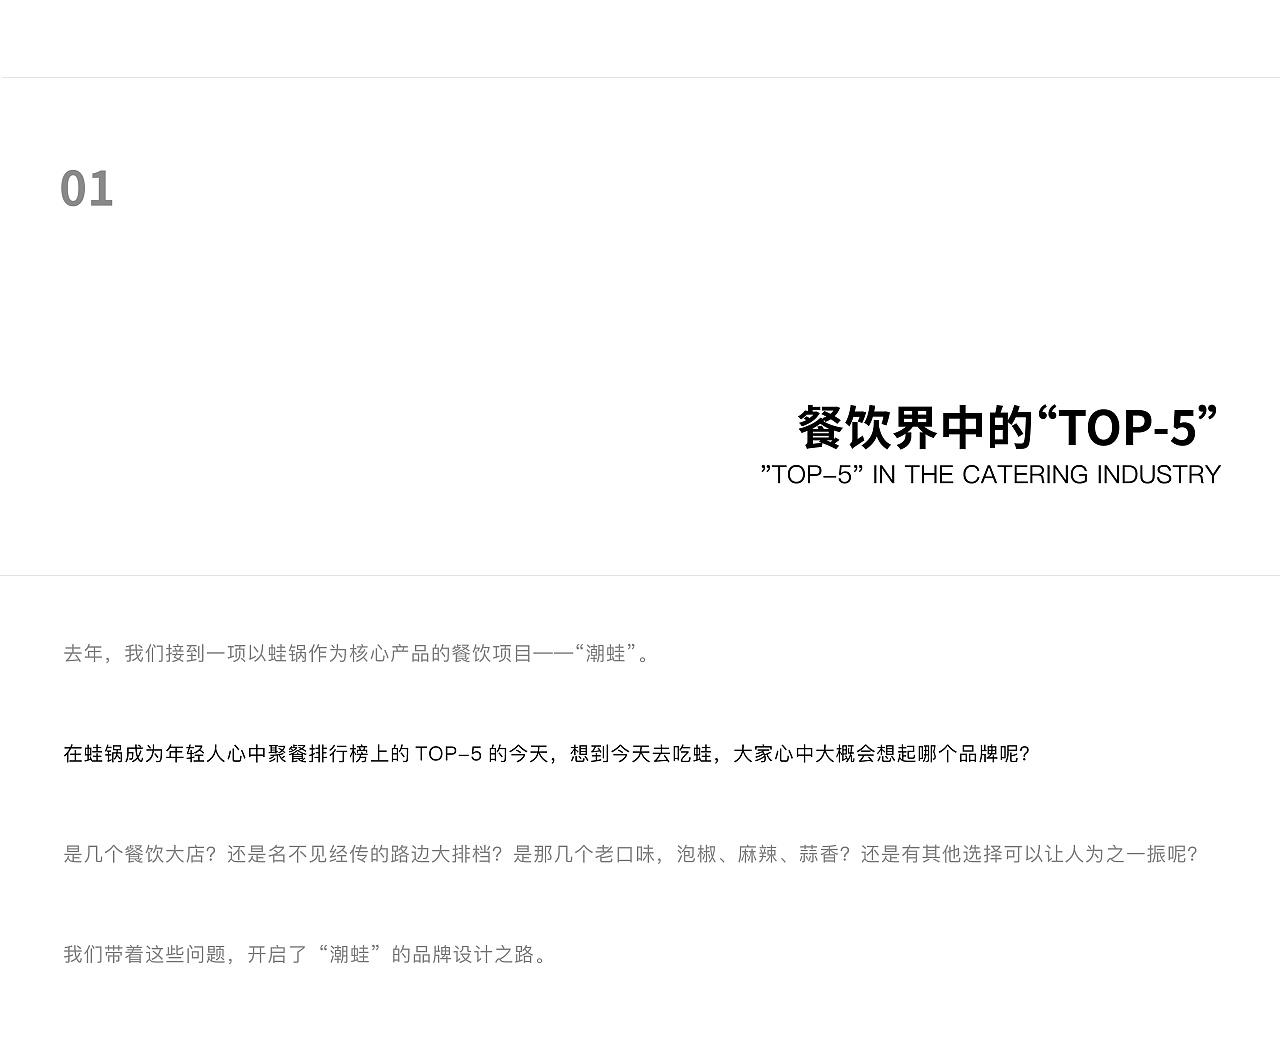 01
餐饮界中的“TOP-5”
”TOP-5” IN THE CATERING INDUSTRY
去年，我们接到一项以蛙锅作为核心产品的餐饮项目——“潮蛙”。
在蛙锅成为年轻人心中聚餐排行榜上的 TOP-5 的今天，想到今天去吃蛙，大家心中大概会想起哪个品牌呢？
是几个餐饮大店？还是名不见经传的路边大排档？是那几个老口味，泡椒、麻辣、蒜香？还是有其他选择可以让人为之一振呢？
我们带着这些问题，开启了“潮蛙”的品牌设计之路。